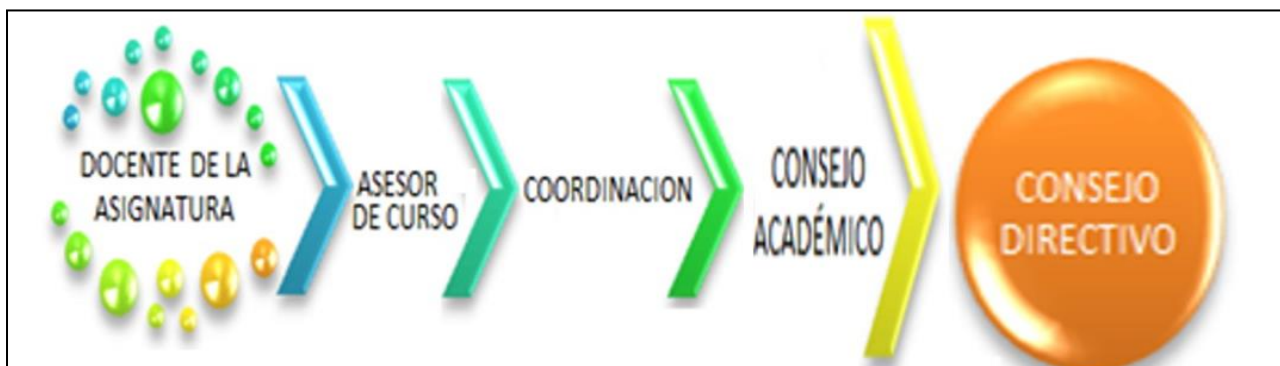 DOCENTE DE LA
ASIGNATURA
ASESOR
DE CURSO
COORDINACION
CONSEJO
ACADÉMICO
CONSEJO
DIRECTIVO